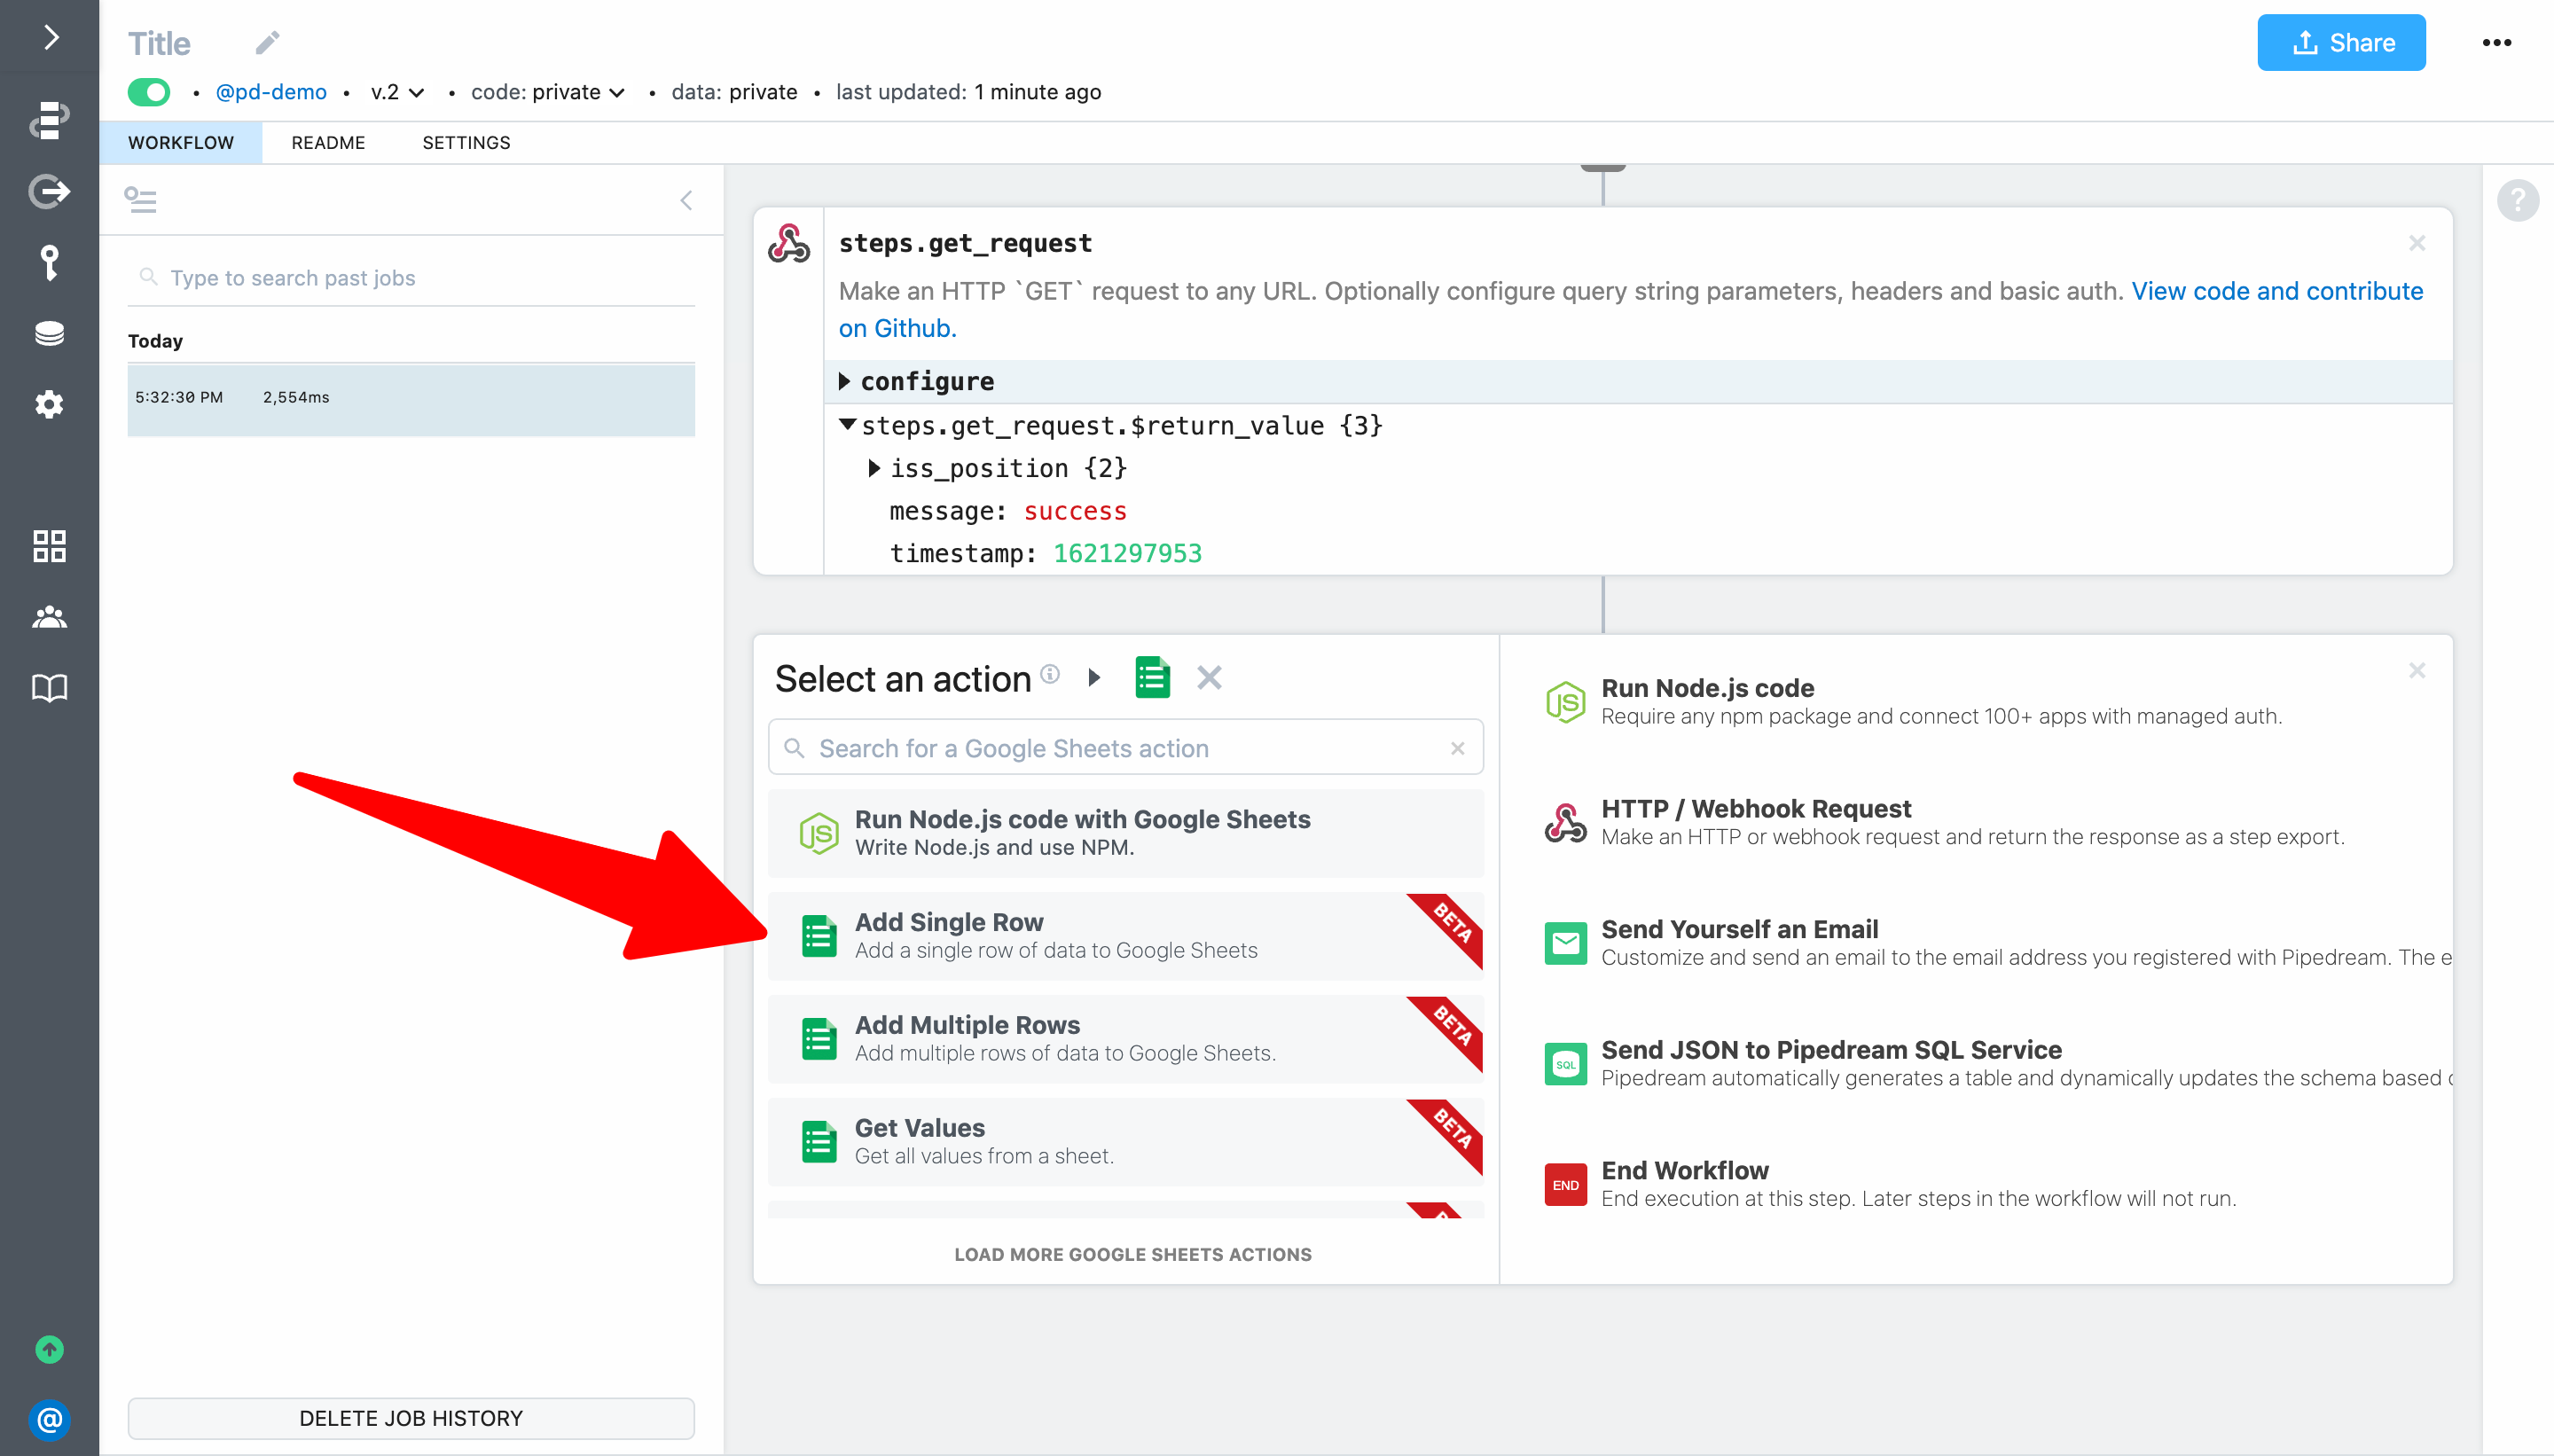 Title
Share
@pd-demo • v.2 • code: private • data: private • last updated: 1 minute ago
WORKFLOW
README
SETTINGS
Type to search past jobs
Today
5:32:30 PM 2,554ms
DELETE JOB HISTORY
steps.get_request
Make an HTTP `GET` request to any URL. Optionally configure query string parameters, headers and basic auth. View code and contribute
on Github.
configure
steps.get_request.$return_value {3}
iss_position {2}
message: success
timestamp: 1621297953
Select an action
Search for a Google Sheets action
Run Node.js code with Google Sheets
Write Node.js and use NPM.
Add Single Row
Add a single row of data to Google Sheets
BETA
Add Multiple Rows
Add multiple rows of data to Google Sheets.
BETA
Get Values
Get all values from a sheet.
BETA
LOAD MORE GOOGLE SHEETS ACTIONS
JS
Run Node.js code
Require any npm package and connect 100+ apps with managed auth.
HTTP / Webhook Request
Make an HTTP or webhook request and return the response as a step export.
Send Yourself an Email
Customize and send an email to the email address you registered with Pipedream. The e
SQL
Send JSON to Pipedream SQL Service
Pipedream automatically generates a table and dynamically updates the schema based
END
End Workflow
End execution at this step. Later steps in the workflow will not run.